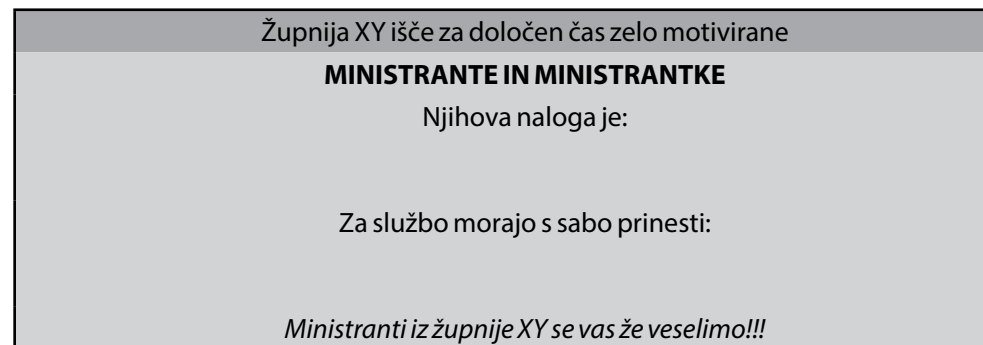 Župnija XY išče za določen čas zelo motivirane
MINISTRANTE IN MINISTRANTKE
Njihova naloga je:
Za službo morajo s sabo prinesti:
Ministranti iz župnije XY se vas že veselimo!!!